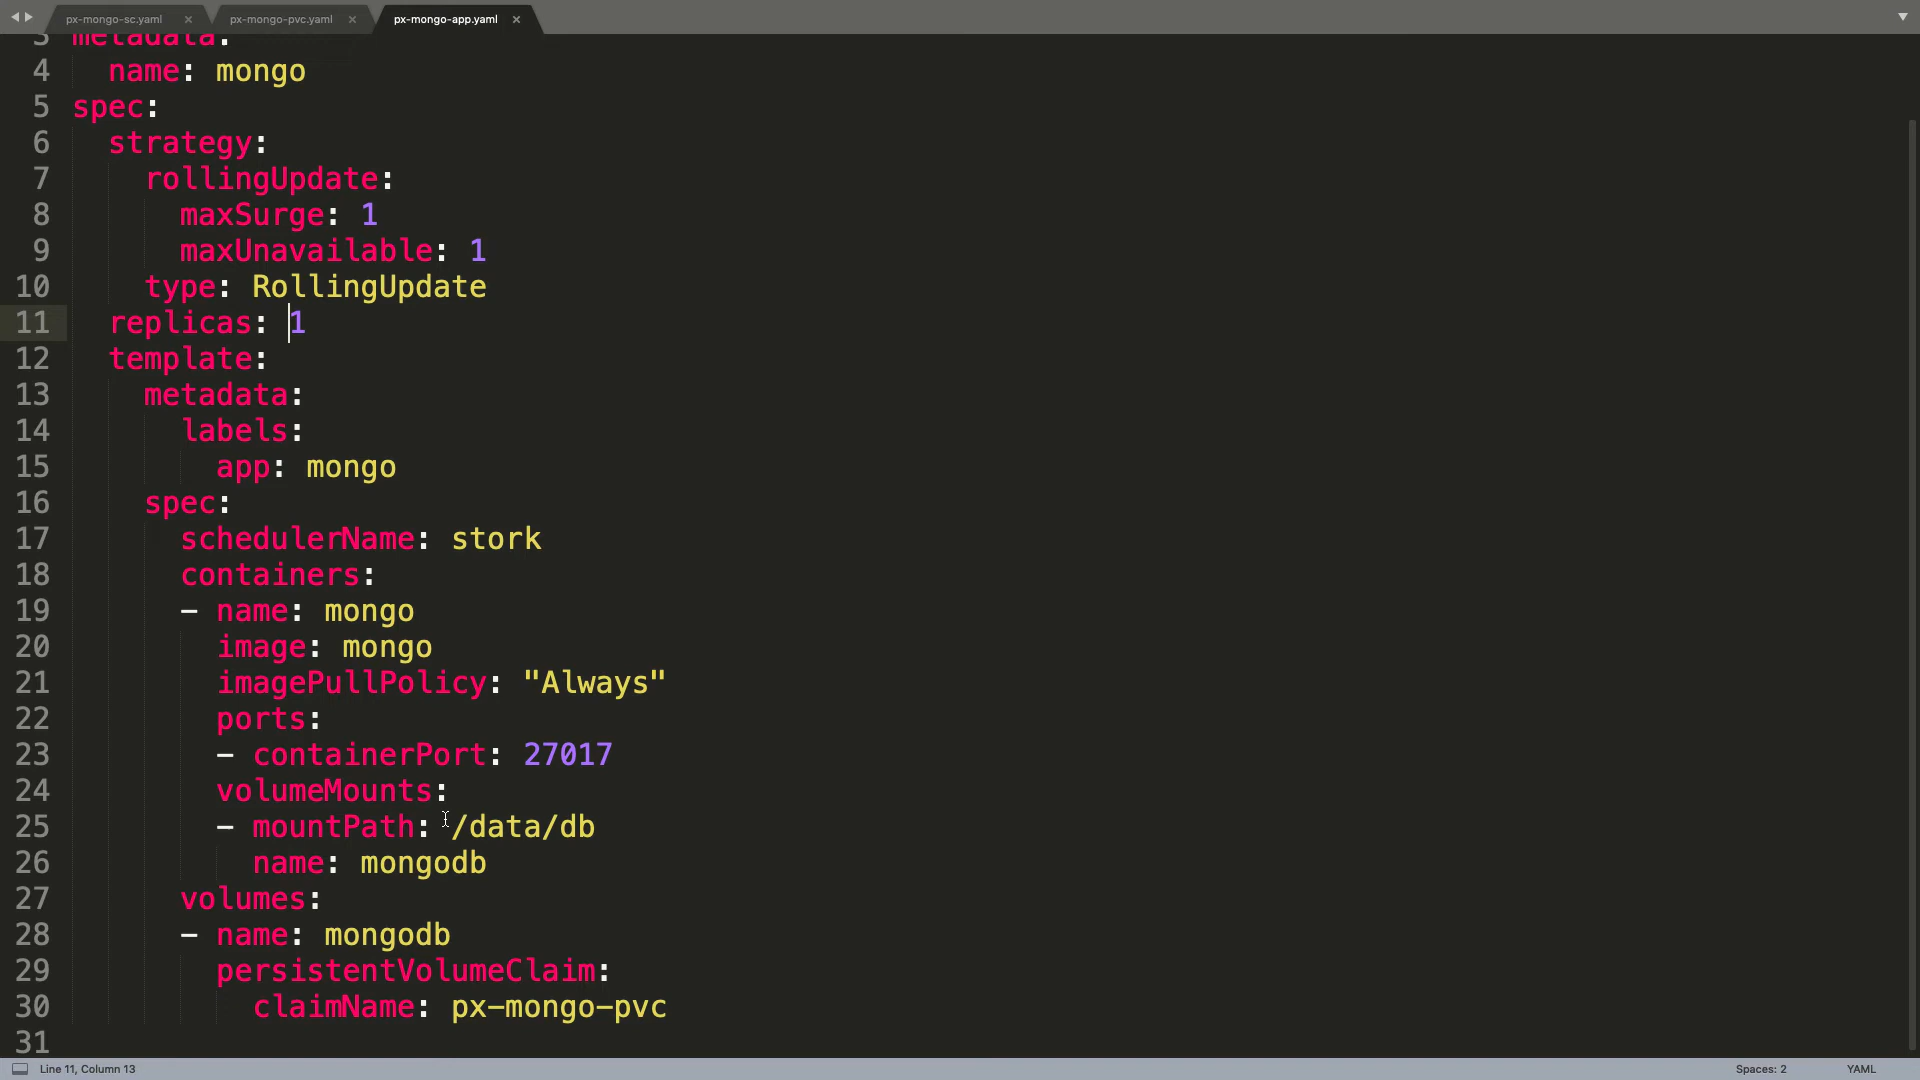 px-mongo-sc.yaml × px-mongo-pvc.yaml × px-mongo-app.yaml ×
3 metadata:
4 name: mongo
5 spec:
6 strategy:
7 rollingUpdate:
8 maxSurge: 1
9 maxUnavailable: 1
10 type: RollingUpdate
11 replicas: 1
12 template:
13 metadata:
14 labels:
15 app: mongo
16 spec:
17 schedulerName: stork
18 containers:
19 - name: mongo
20 image: mongo
21 imagePullPolicy: "Always"
22 ports:
23 - containerPort: 27017
24 volumeMounts:
25 - mountPath: /data/db
26 name: mongodb
27 volumes:
28 - name: mongodb
29 persistentVolumeClaim:
30 claimName: px-mongo-pvc
31
Line 11, Column 13 Spaces: 2 YAML